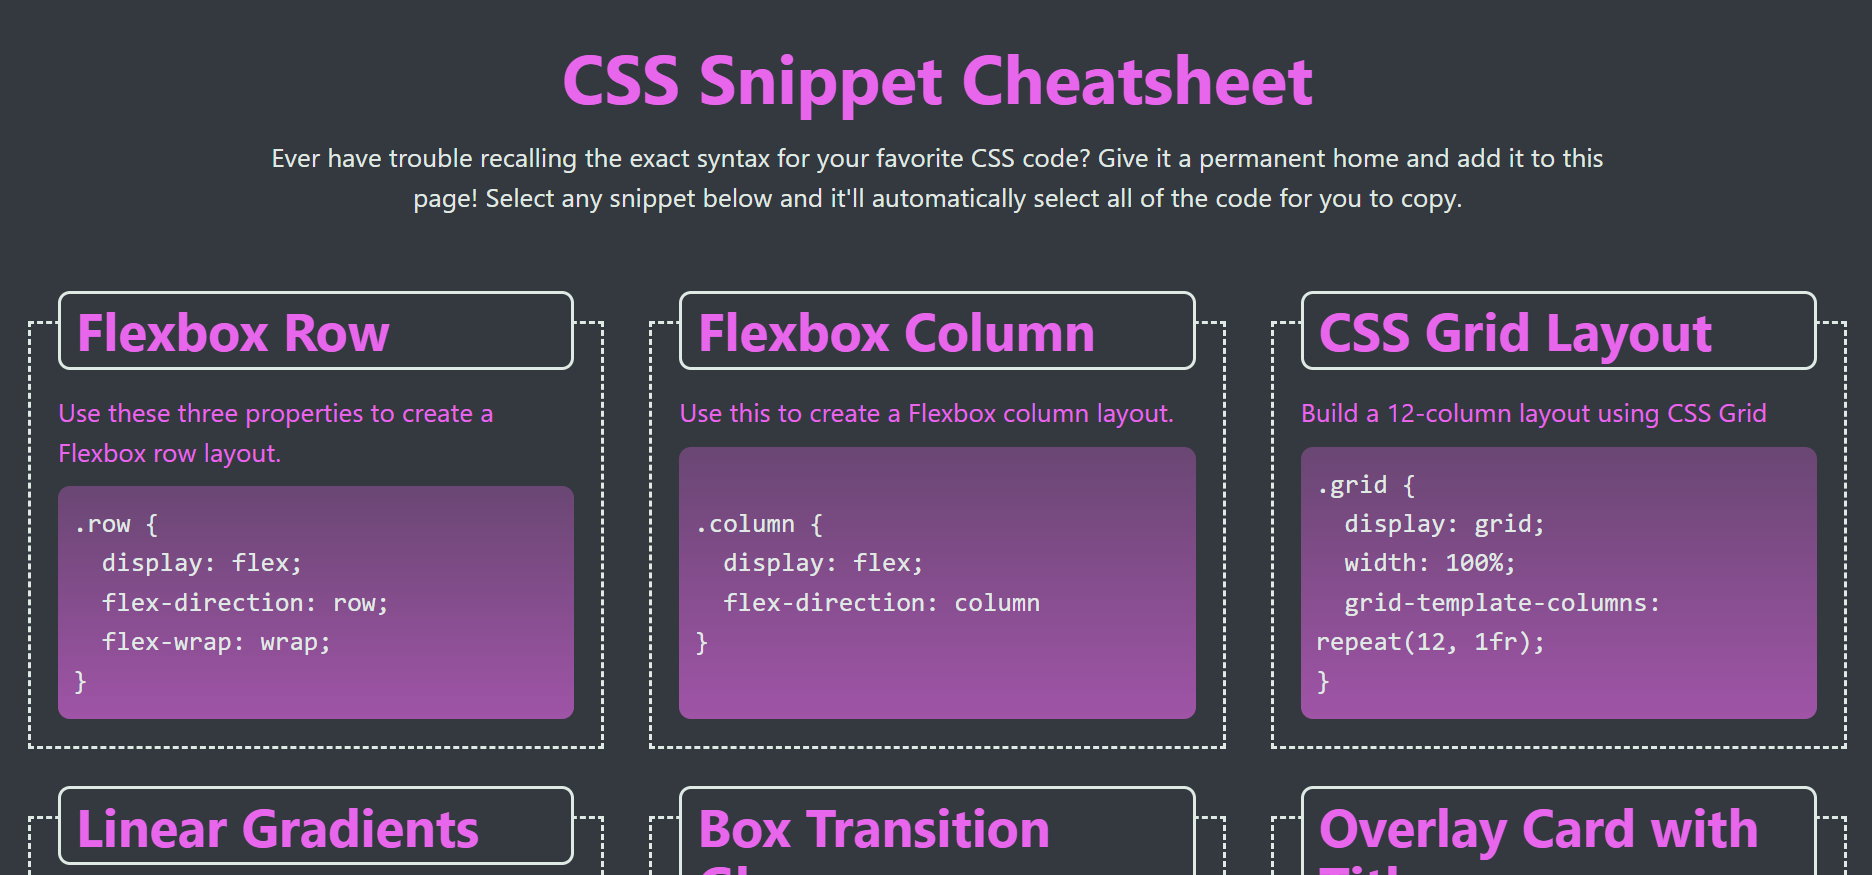 CSS Snippet Cheatsheet
Ever have trouble recalling the exact syntax for your favorite CSS code? Give it a permanent home and add it to this
page! Select any snippet below and it'll automatically select all of the code for you to copy.
Flexbox Row
Use these three properties to create a
Flexbox row layout.
.row {
  display: flex;
  flex-direction: row;
  flex-wrap: wrap;
}
Flexbox Column
Use this to create a Flexbox column layout.
.column {
  display: flex;
  flex-direction: column
}
CSS Grid Layout
Build a 12-column layout using CSS Grid
.grid {
  display: grid;
  width: 100%;
  grid-template-columns:
repeat(12, 1fr);
}
Linear Gradients
Box Transition
Overlay Card with